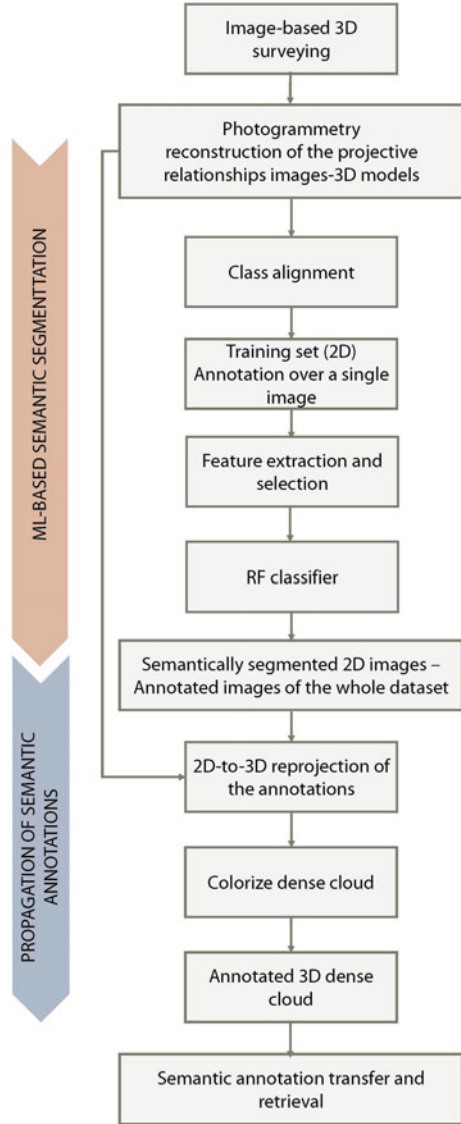 Image-based 3D
surveying
Photogrammetry
reconstruction of the projective
relationships images-3D models
Class alignment
Training set (2D)
Annotation over a single
image
Feature extraction and
selection
RF classifier
Semantically segmented 2D images –
Annotated images of the whole dataset
2D-to-3D reprojection of
the annotations
Colorize dense cloud
Annotated 3D dense
cloud
Semantic annotation transfer and
retrieval
ML-BASED SEMANTIC SEGMENTTATION
PROPAGATION OF SEMANTIC
ANNOTATIONS